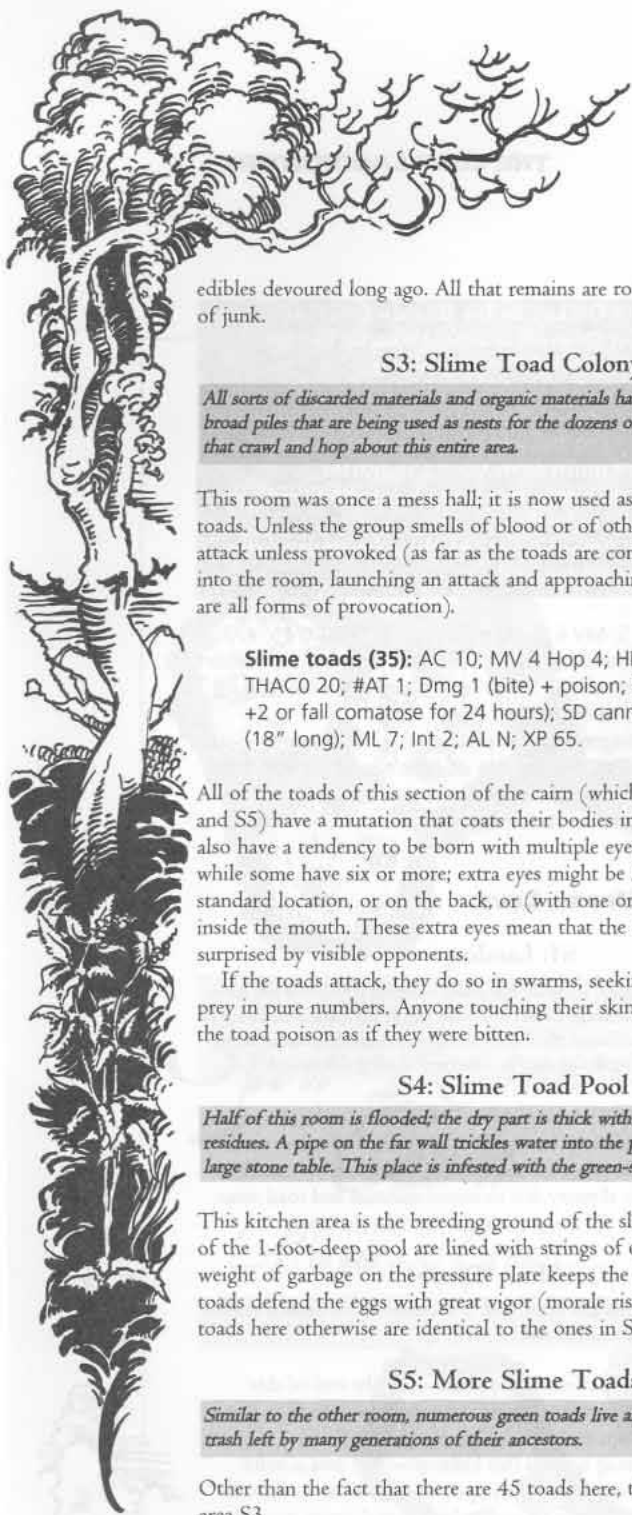 edibles devoured long ago. All that remains are
of junk.
S3: Slime Toad Colony
All sorts of discarded materials and organic materials
broad piles that are being used as nests for the dozens
that crawl and hop about this entire area.
This room was once a mess hall; it is now used as
toads. Unless the group smells of blood or of
attack unless provoked (as far as the toads are
into the room, launching an attack and
are all forms of provocation).
Slime toads (35): AC 10; MV 4 Hop 4;
THAC0 20; #AT 1; Dmg 1 (bite) + poison;
+2 or fall comatose for 24 hours); SD
(18" long); ML 7; Int 2; AL N; XP 65.
All of the toads of this section of the cairn
and S5) have a mutation that coats their bodies
also have a tendency to be born with multiple
while some have six or more; extra eyes might be
standard location, or on the back, or (with one
inside the mouth. These extra eyes mean that the
surprised by visible opponents.
If the toads attack, they do so in swarms,
prey in pure numbers. Anyone touching their skin
the toad poison as if they were bitten.
S4: Slime Toad Pool
Half of this room is flooded; the dry part is thick
residues. A pipe on the far wall trickles water into the
large stone table. This place is infested with the
This kitchen area is the breeding ground of the
of the 1-foot-deep pool are lined with strings of
weight of garbage on the pressure plate keeps the
toads defend the eggs with great vigor (morale
toads here otherwise are identical to the ones in
S5: More Slime Toads
Similar to the other room, numerous green toads live
trash left by many generations of their ancestors.
Other than the fact that there are 45 toads here,
area S3.